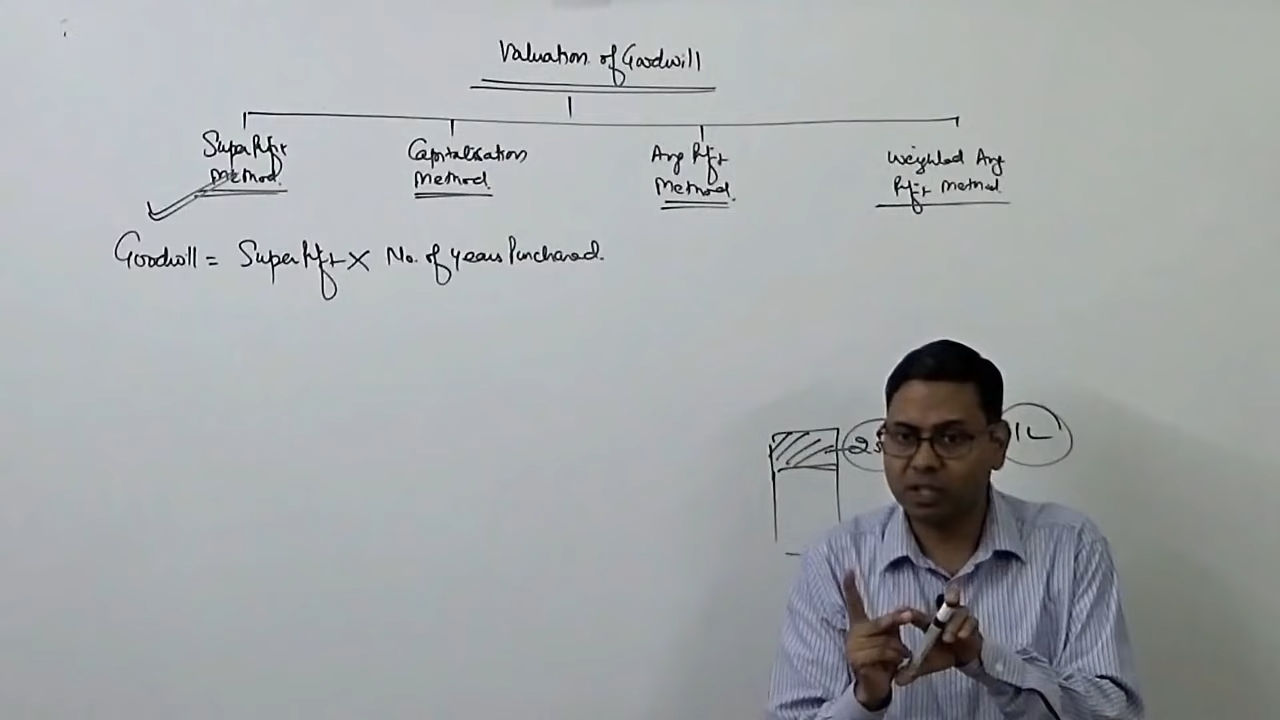 Valuation of Goodwill
Super Pft
Method
Capitalisation
Method
Avg Pft
Method
Weighted Avg
Pft Method
Goodwill = Super Pft X No. of years Purchased.
1L